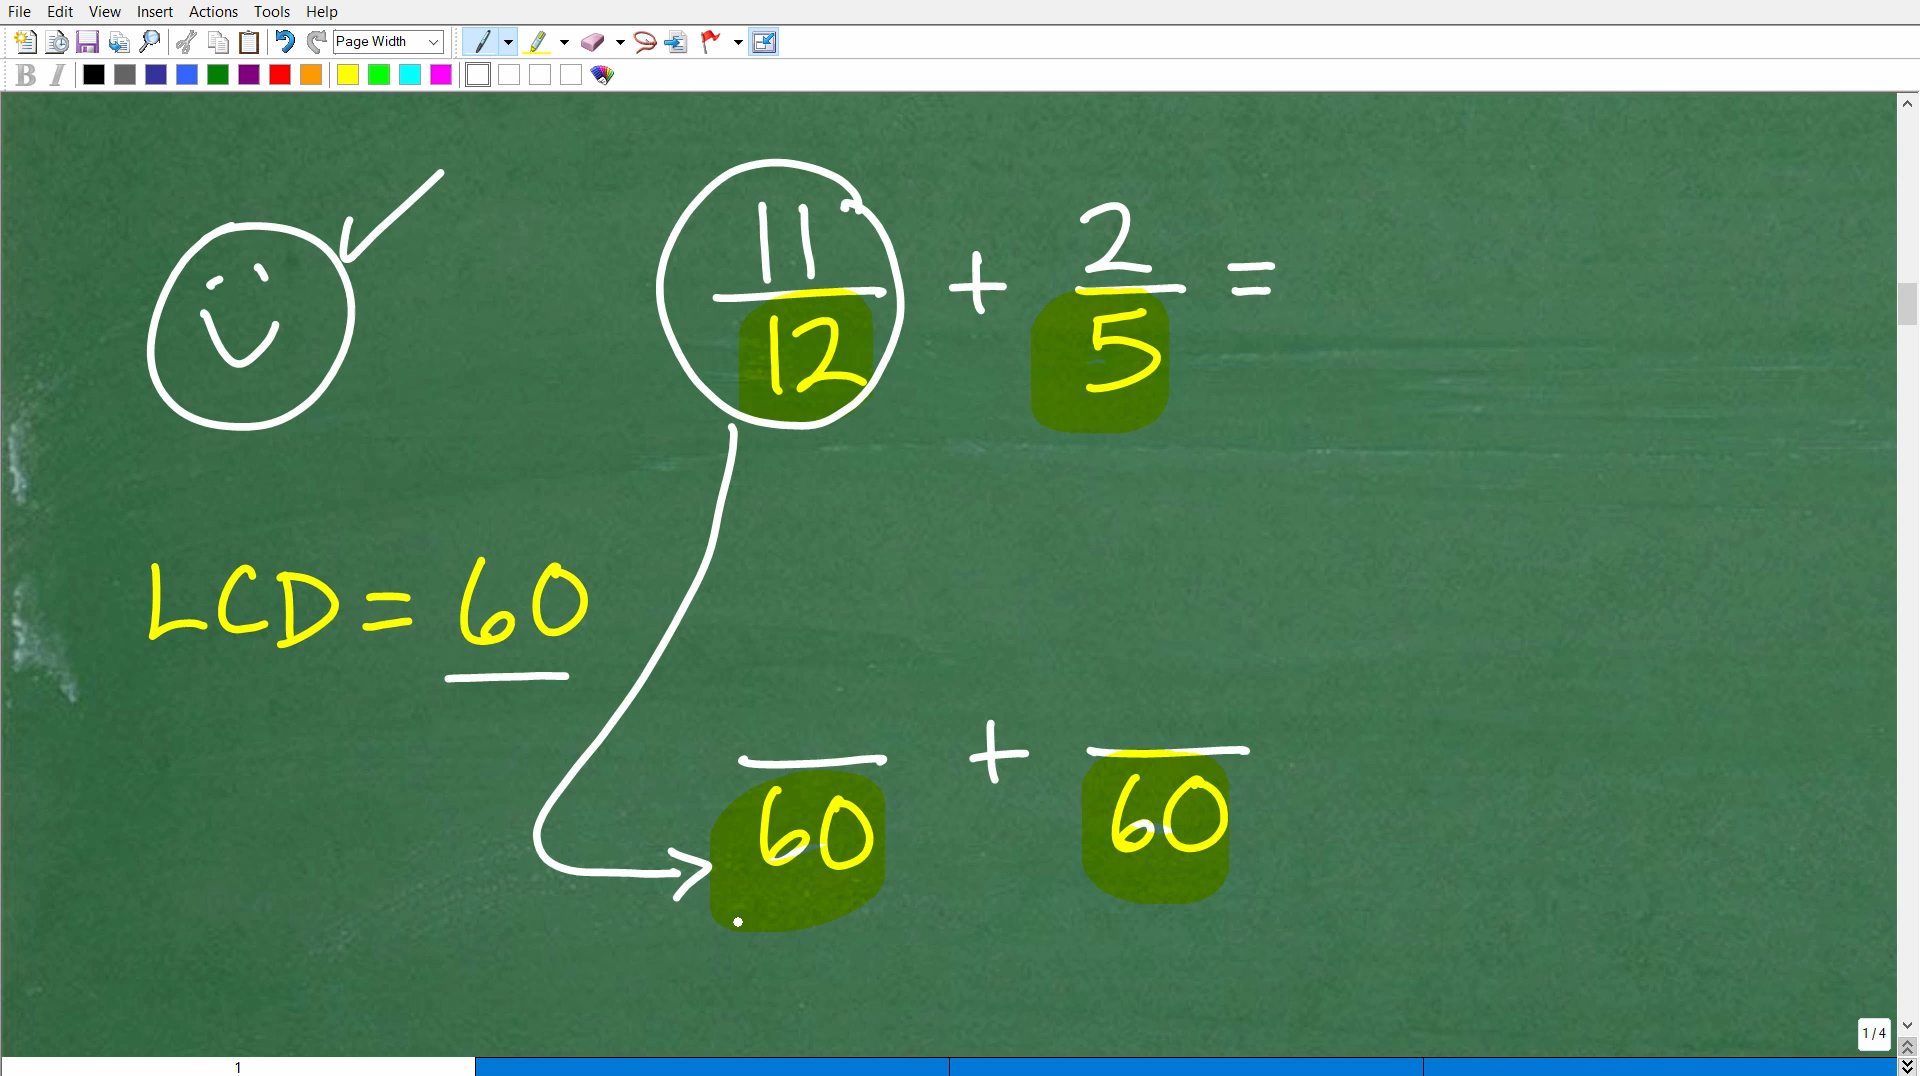 File Edit View Insert Actions Tools Help
Page Width
B I
11 2
— + — =
12 5
LCD = 60
— + —
60 60
1 / 4
1